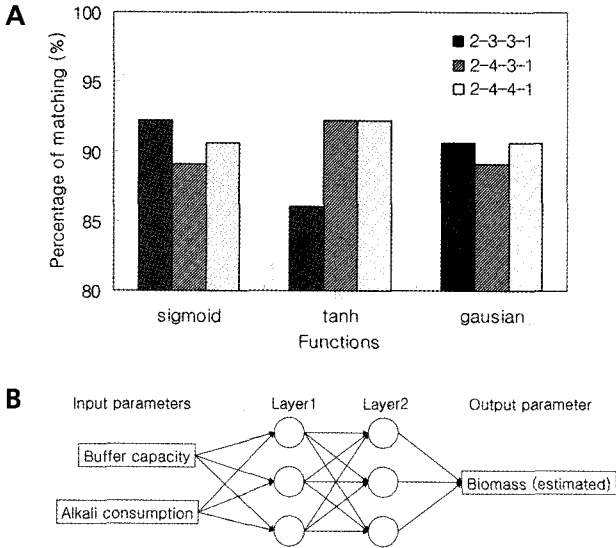 A
Percentage of matching (%)
100
95
90
85
80
2-3-3-1
2-4-3-1
2-4-4-1
sigmoid
tanh
gausian
Functions
B
Input parameters
Layer1
Layer2
Output parameter
Buffer capacity
Alkali consumption
Biomass (estimated)